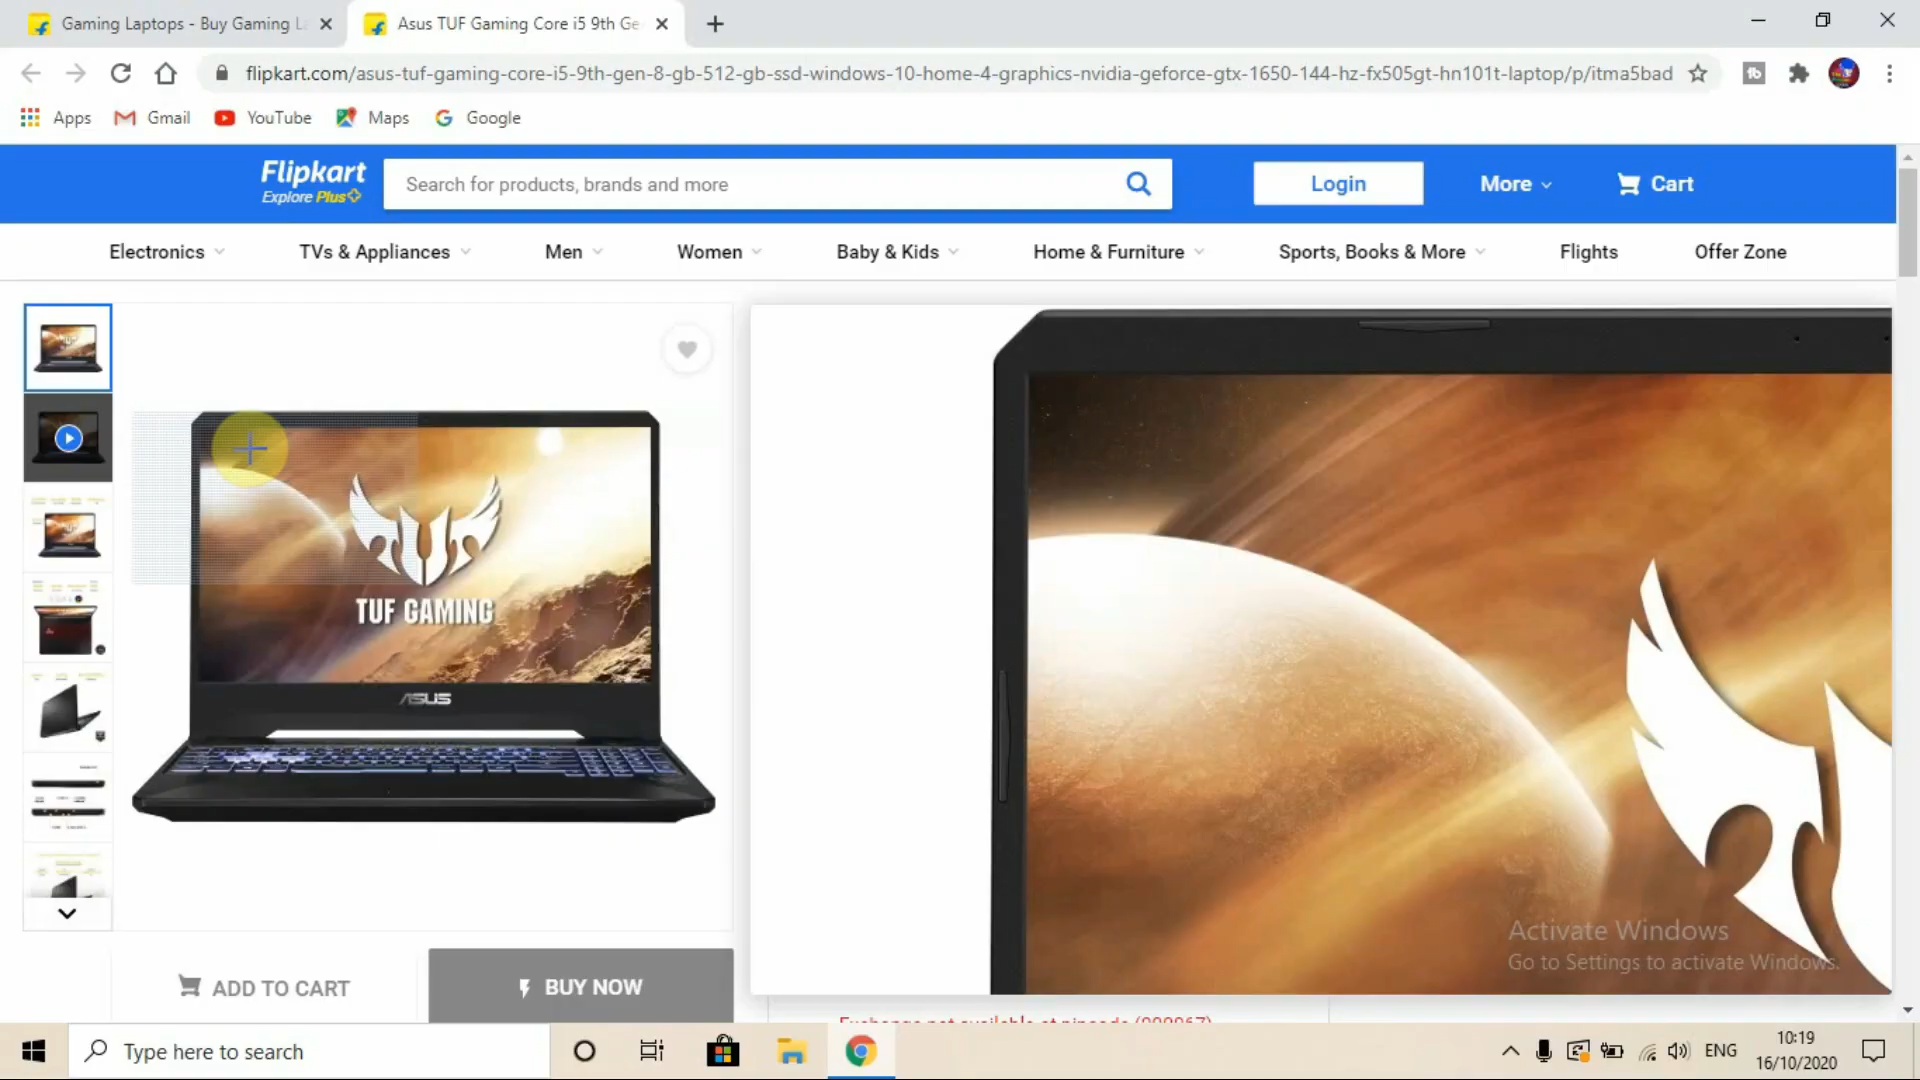 Gaming Laptops - Buy Gaming L
Asus TUF Gaming Core i5 9th Ge
flipkart.com/asus-tuf-gaming-core-i5-9th-gen-8-gb-512-gb-ssd-windows-10-home-4-graphics-nvidia-geforce-gtx-1650-144-hz-fx505gt-hn101t-laptop/p/itma5bad
Apps
Gmail
YouTube
Maps
Google
Flipkart
Explore Plus
Search for products, brands and more
Login
More
Cart
Electronics
TVs & Appliances
Men
Women
Baby & Kids
Home & Furniture
Sports, Books & More
Flights
Offer Zone
TUF GAMING
ASUS
Activate Windows
Go to Settings to activate Windows.
ADD TO CART
BUY NOW
Type here to search
ENG
10:19
16/10/2020